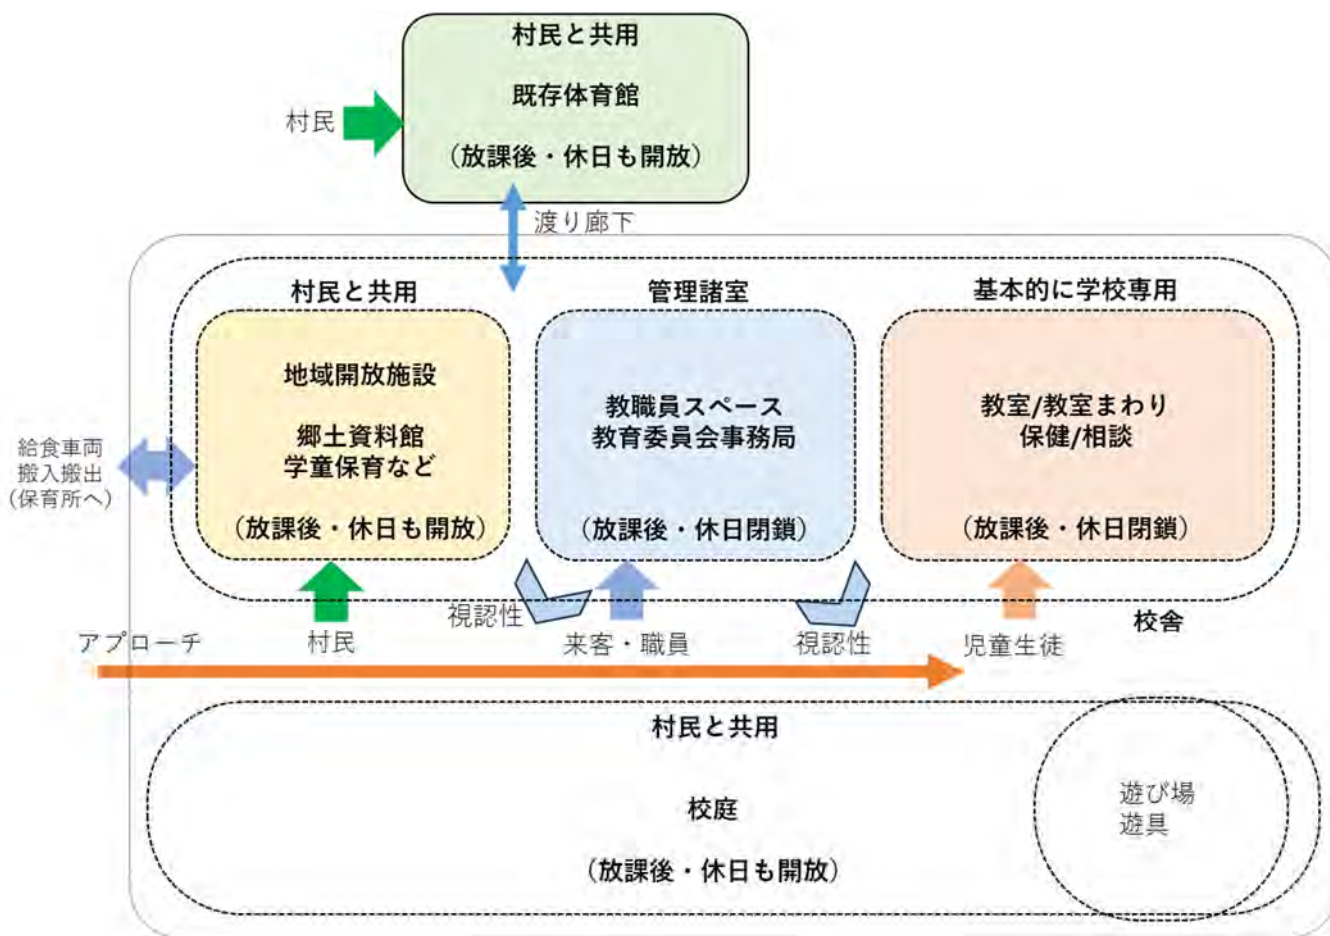 村民と共用
既存体育館
（放課後・休日も開放）
村民
渡り廊下
村民と共用
地域開放施設
郷土資料館
学童保育など
（放課後・休日も開放）
管理諸室
教職員スペース
教育委員会事務局
（放課後・休日閉鎖）
基本的に学校専用
教室/教室まわり
保健/相談
（放課後・休日閉鎖）
給食車両
搬入搬出
(保育所へ)
視認性
校舎
アプローチ
村民
来客・職員
視認性
児童生徒
村民と共用
校庭
（放課後・休日も開放）
遊び場
遊具